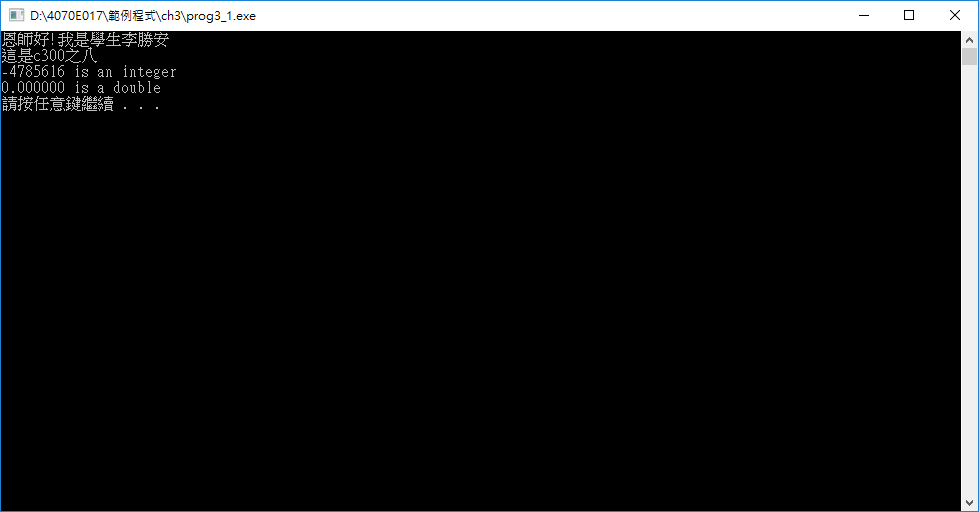 D:\4070E017\範例程式\ch3\prog3_1.exe
恩師好!我是學生李勝安
這是c300之八
-4785616 is an integer
0.000000 is a double
請按任意鍵繼續 . . .